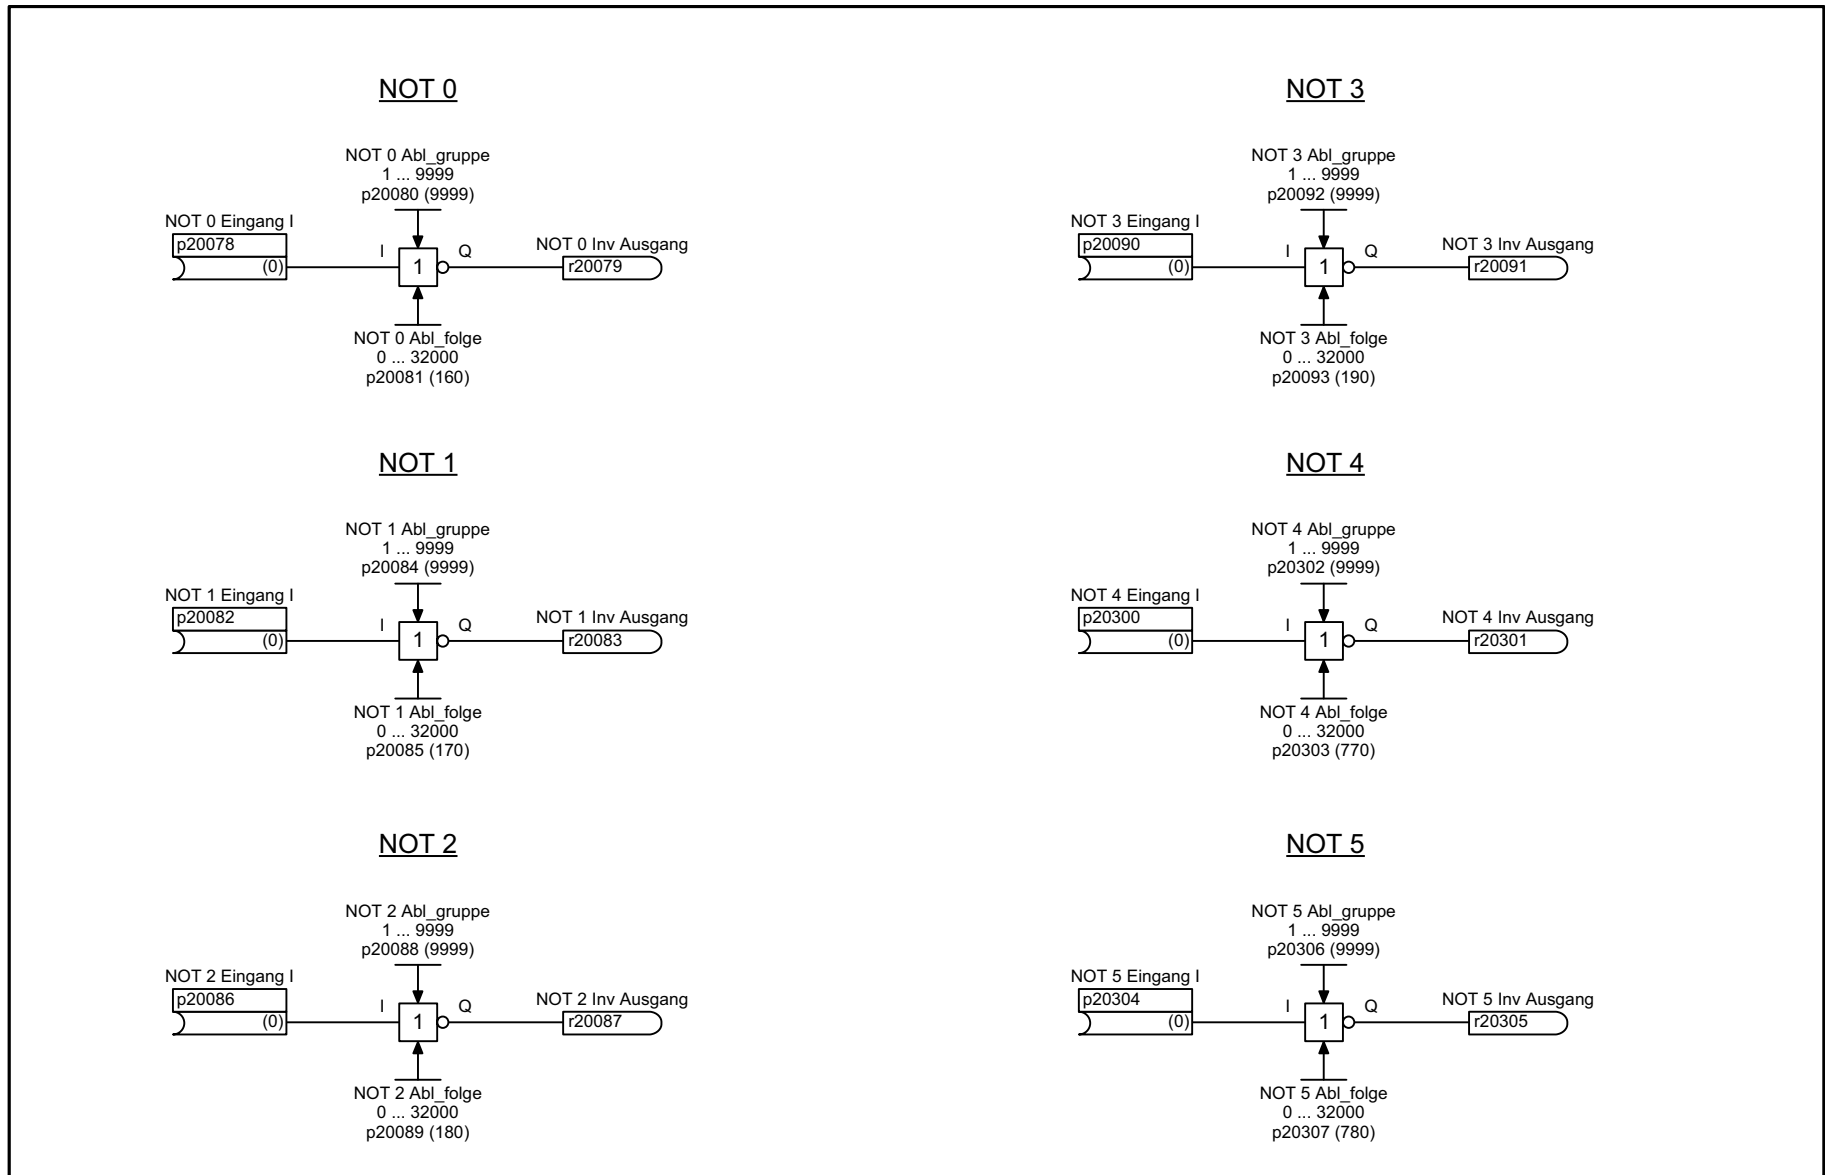 NOT 0
NOT 0 Abl_gruppe
1 ... 9999
p20080 (9999)
NOT 0 Eingang I
p20078
(0)
I
1
Q
NOT 0 Inv Ausgang
r20079
NOT 0 Abl_folge
0 ... 32000
p20081 (160)
NOT 1
NOT 1 Abl_gruppe
1 ... 9999
p20084 (9999)
NOT 1 Eingang I
p20082
(0)
I
1
Q
NOT 1 Inv Ausgang
r20083
NOT 1 Abl_folge
0 ... 32000
p20085 (170)
NOT 2
NOT 2 Abl_gruppe
1 ... 9999
p20088 (9999)
NOT 2 Eingang I
p20086
(0)
I
1
Q
NOT 2 Inv Ausgang
r20087
NOT 2 Abl_folge
0 ... 32000
p20089 (180)
NOT 3
NOT 3 Abl_gruppe
1 ... 9999
p20092 (9999)
NOT 3 Eingang I
p20090
(0)
I
1
Q
NOT 3 Inv Ausgang
r20091
NOT 3 Abl_folge
0 ... 32000
p20093 (190)
NOT 4
NOT 4 Abl_gruppe
1 ... 9999
p20302 (9999)
NOT 4 Eingang I
p20300
(0)
I
1
Q
NOT 4 Inv Ausgang
r20301
NOT 4 Abl_folge
0 ... 32000
p20303 (770)
NOT 5
NOT 5 Abl_gruppe
1 ... 9999
p20306 (9999)
NOT 5 Eingang I
p20304
(0)
I
1
Q
NOT 5 Inv Ausgang
r20305
NOT 5 Abl_folge
0 ... 32000
p20307 (780)